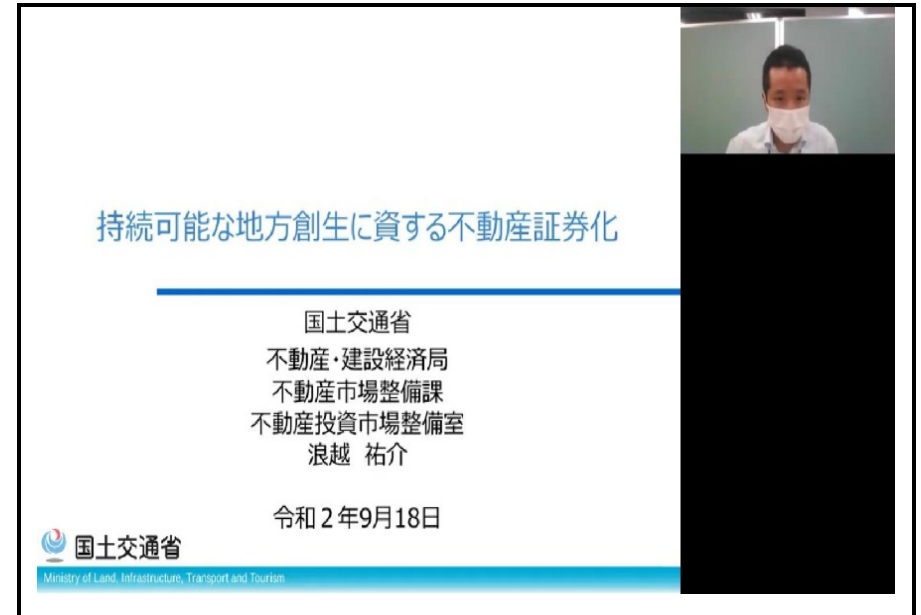 持続可能な地方創生に資する不動産証券化
国土交通省
不動産・建設経済局
不動産市場整備課
不動産投資市場整備室
浪越 祐介
令和２年9月18日
国土交通省
Ministry of Land, Infrastructure, Transport and Tourism